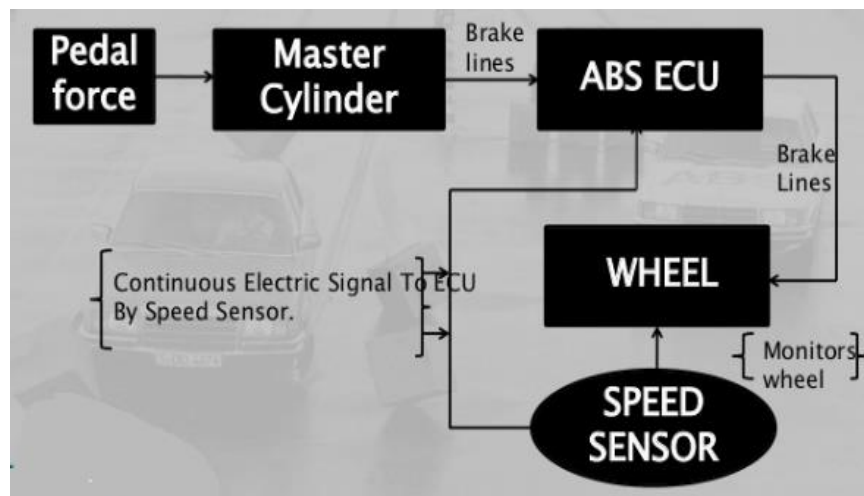 Pedal
force
Master
Cylinder
Brake
lines
ABS ECU
Brake
Lines
WHEEL
Continuous Electric Signal To ECU
By Speed Sensor.
Monitors
wheel
SPEED
SENSOR